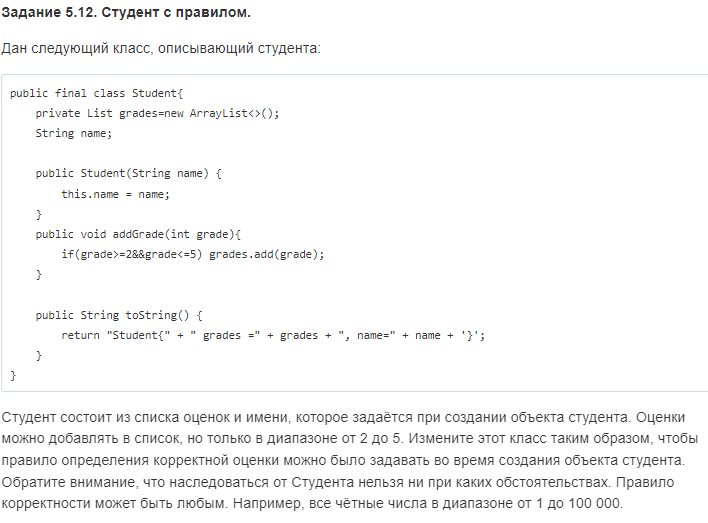 Задание 5.12. Студент с правилом.
Дан следующий класс, описывающий студента:
public final class Student{
    private List grades=new ArrayList<>();
    String name;

    public Student(String name) {
        this.name = name;
    }
    public void addGrade(int grade){
        if(grade>=2&&grade<=5) grades.add(grade);
    }

    public String toString() {
        return "Student{" + " grades =" + grades + ", name=" + name + '}';
    }
}
Студент состоит из списка оценок и имени, которое задаётся при создании объекта студента. Оценки
можно добавлять в список, но только в диапазоне от 2 до 5. Измените этот класс таким образом, чтобы
правило определения корректной оценки можно было задавать во время создания объекта студента.
Обратите внимание, что наследоваться от Студента нельзя ни при каких обстоятельствах. Правило
корректности может быть любым. Например, все чётные числа в диапазоне от 1 до 100 000.